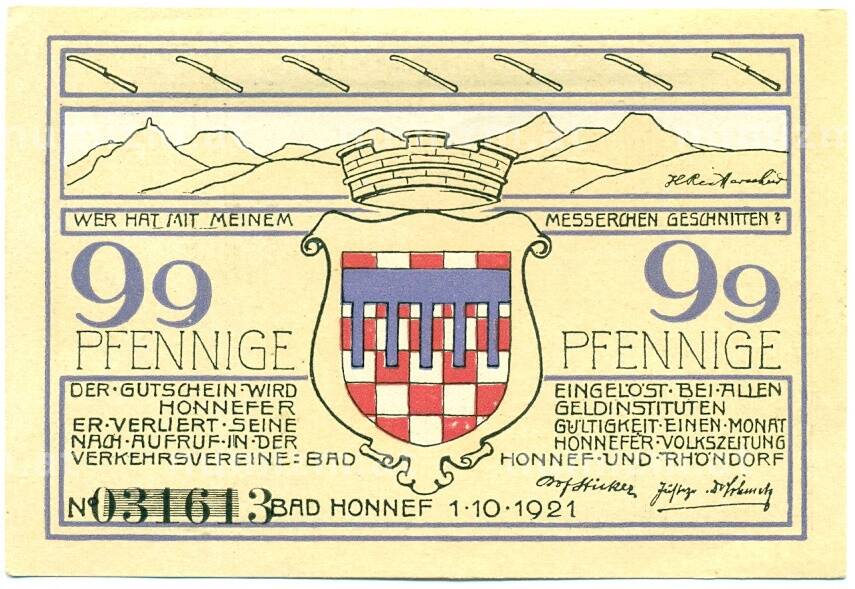 WER HAT MIT MEINEM MESSERCHEN GESCHNITTEN?
99 99
PFENNIGE PFENNIGE
DER·GUTSCHEIN·WIRD EINGELÖST·BEI·ALLEN
HONNEFER GELDINSTITUTEN
ER·VERLIERT·SEINE GÜLTIGKEIT·EINEN·MONAT
NACH·AUFRUF·IN·DER HONNEFER·VOLKSZEITUNG
VERKEHRSVEREINE: BAD HONNEF·UND·RHÖNDORF
No 031613 BAD HONNEF 1·10·1921